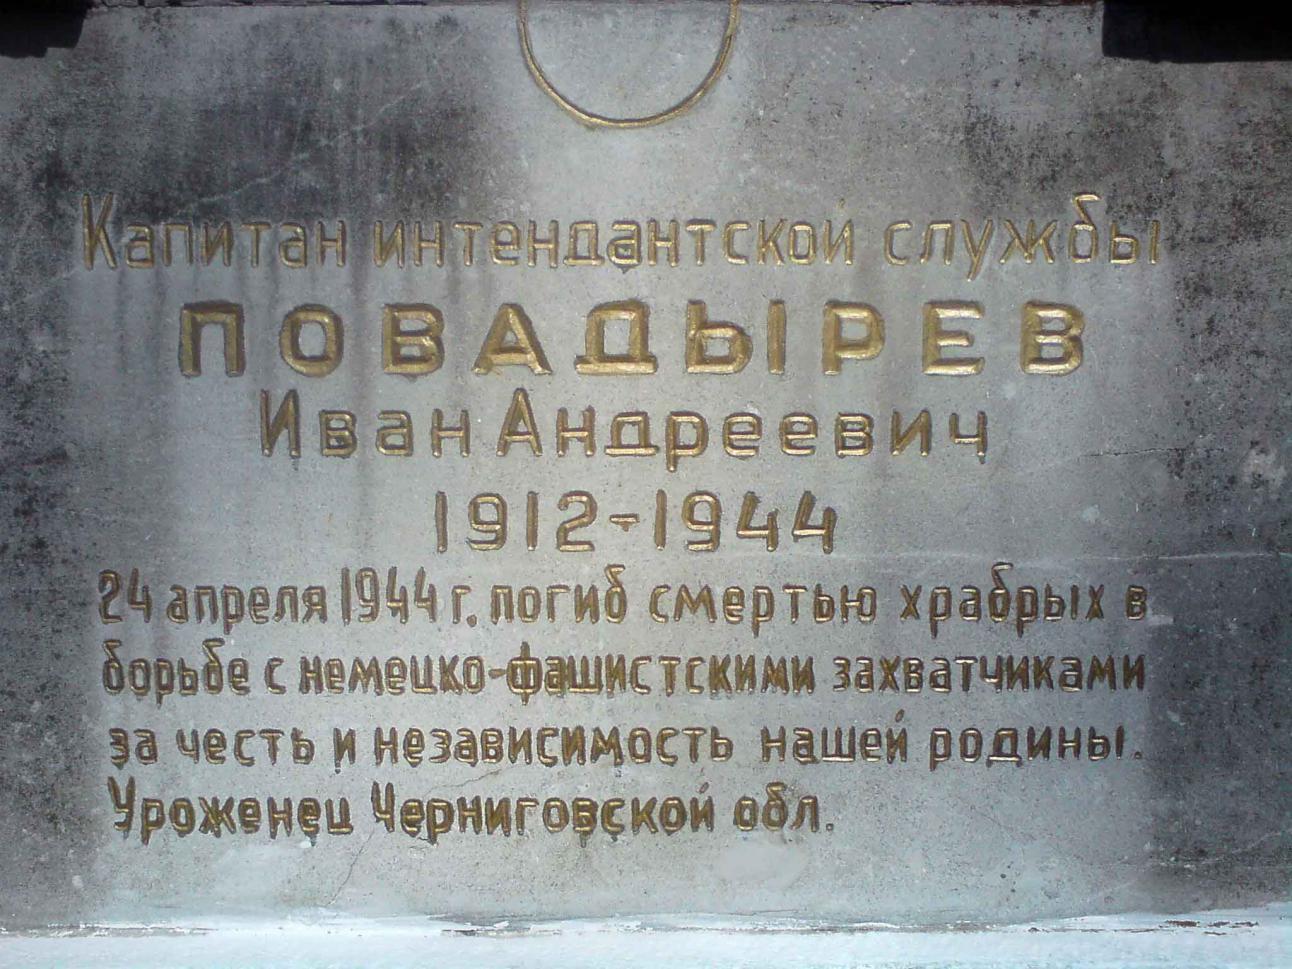 Капитан интендантской службы
ПОВАДЫРЕВ
Иван Андреевич
1912-1944
24 апреля 1944 г. погиб смертью храбрых в
борьбе с немецко-фашистскими захватчиками
за честь и независимость нашей родины.
Уроженец Черниговской обл.